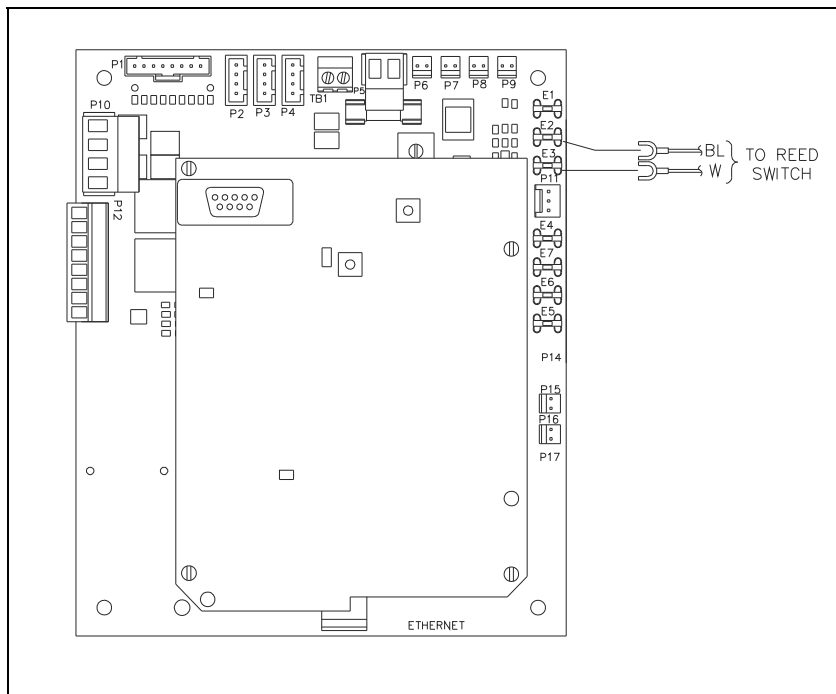 P1
P2
P3
P4
TB1
P5
P6
P7
P8
P9
P10
P12
E1
E2
E3
BL
W
TO REED
SWITCH
P11
E4
E7
E6
E5
P14
P15
P16
P17
ETHERNET